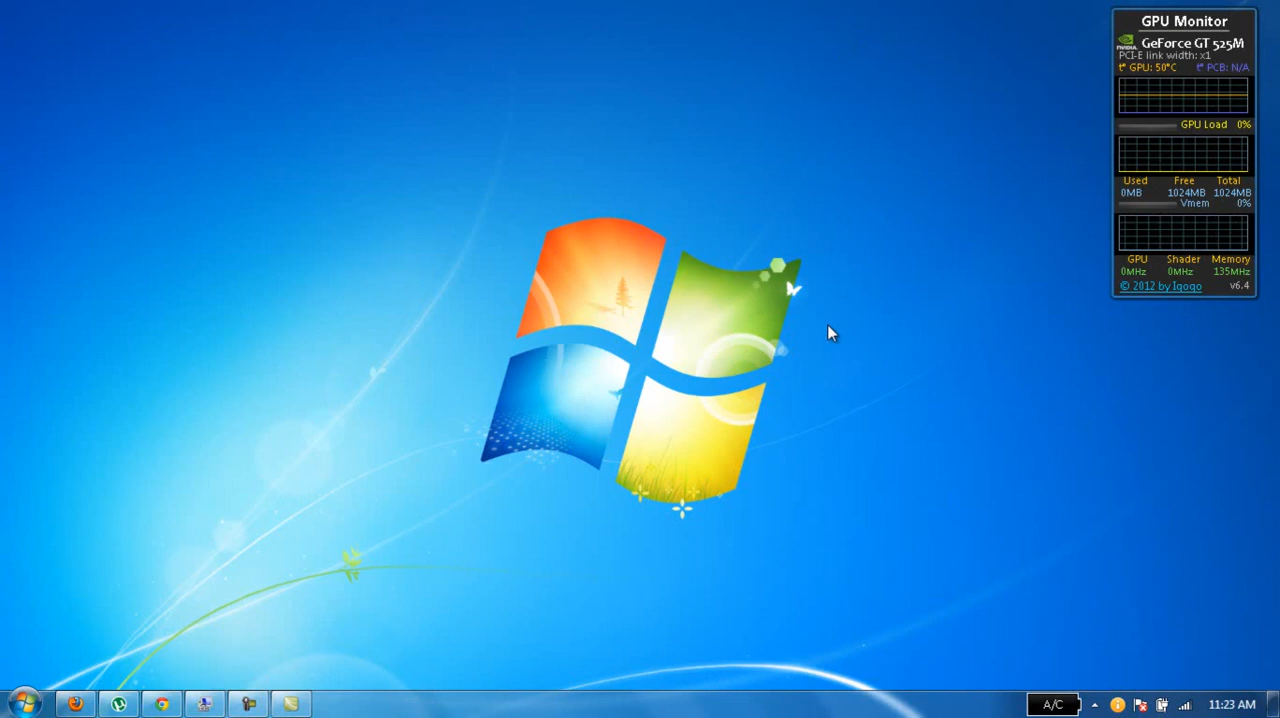 GPU Monitor
NVIDIA GeForce GT 525M
PCI-E link width: x1
t° GPU: 50°C t° PCB: N/A
GPU Load 0%
Used Free Total
0MB 1024MB 1024MB
Vmem 0%
GPU Shader Memory
0MHz 0MHz 135MHz
© 2012 by Igogo v6.4
A/C 11:23 AM